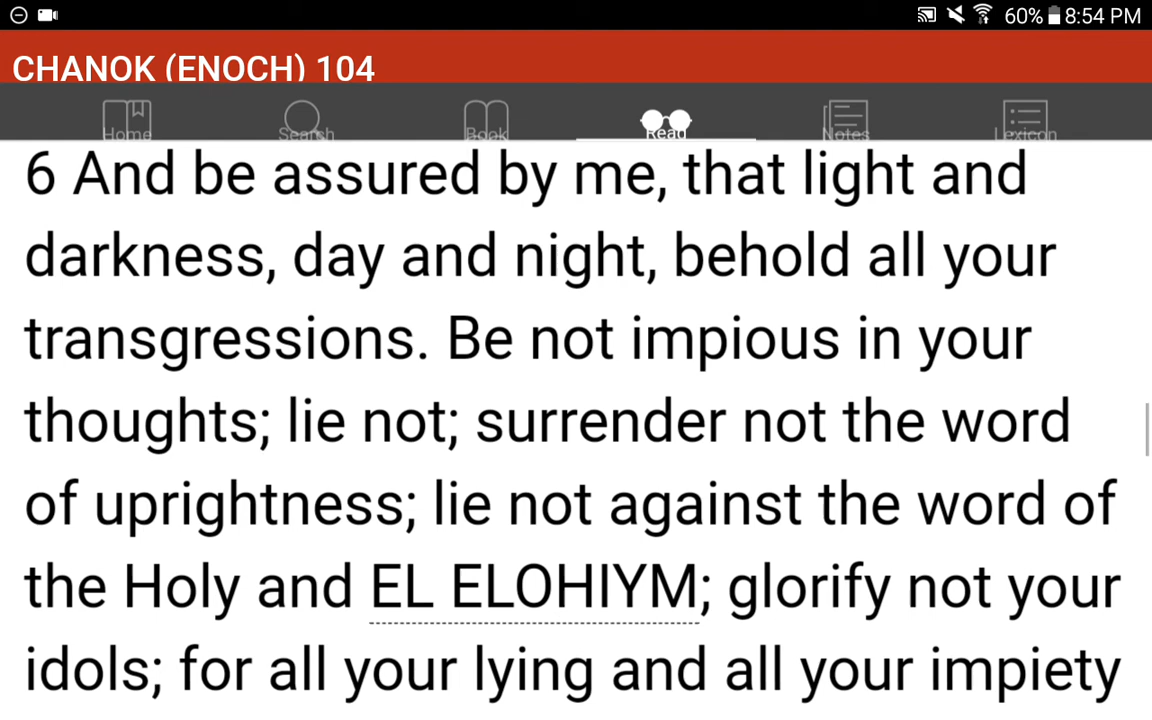 60% 8:54 PM
CHANOK (ENOCH) 104
Home Search Book Read Notes Lexicon
6 And be assured by me, that light and
darkness, day and night, behold all your
transgressions. Be not impious in your
thoughts; lie not; surrender not the word
of uprightness; lie not against the word of
the Holy and EL ELOHIYM; glorify not your
idols; for all your lying and all your impiety